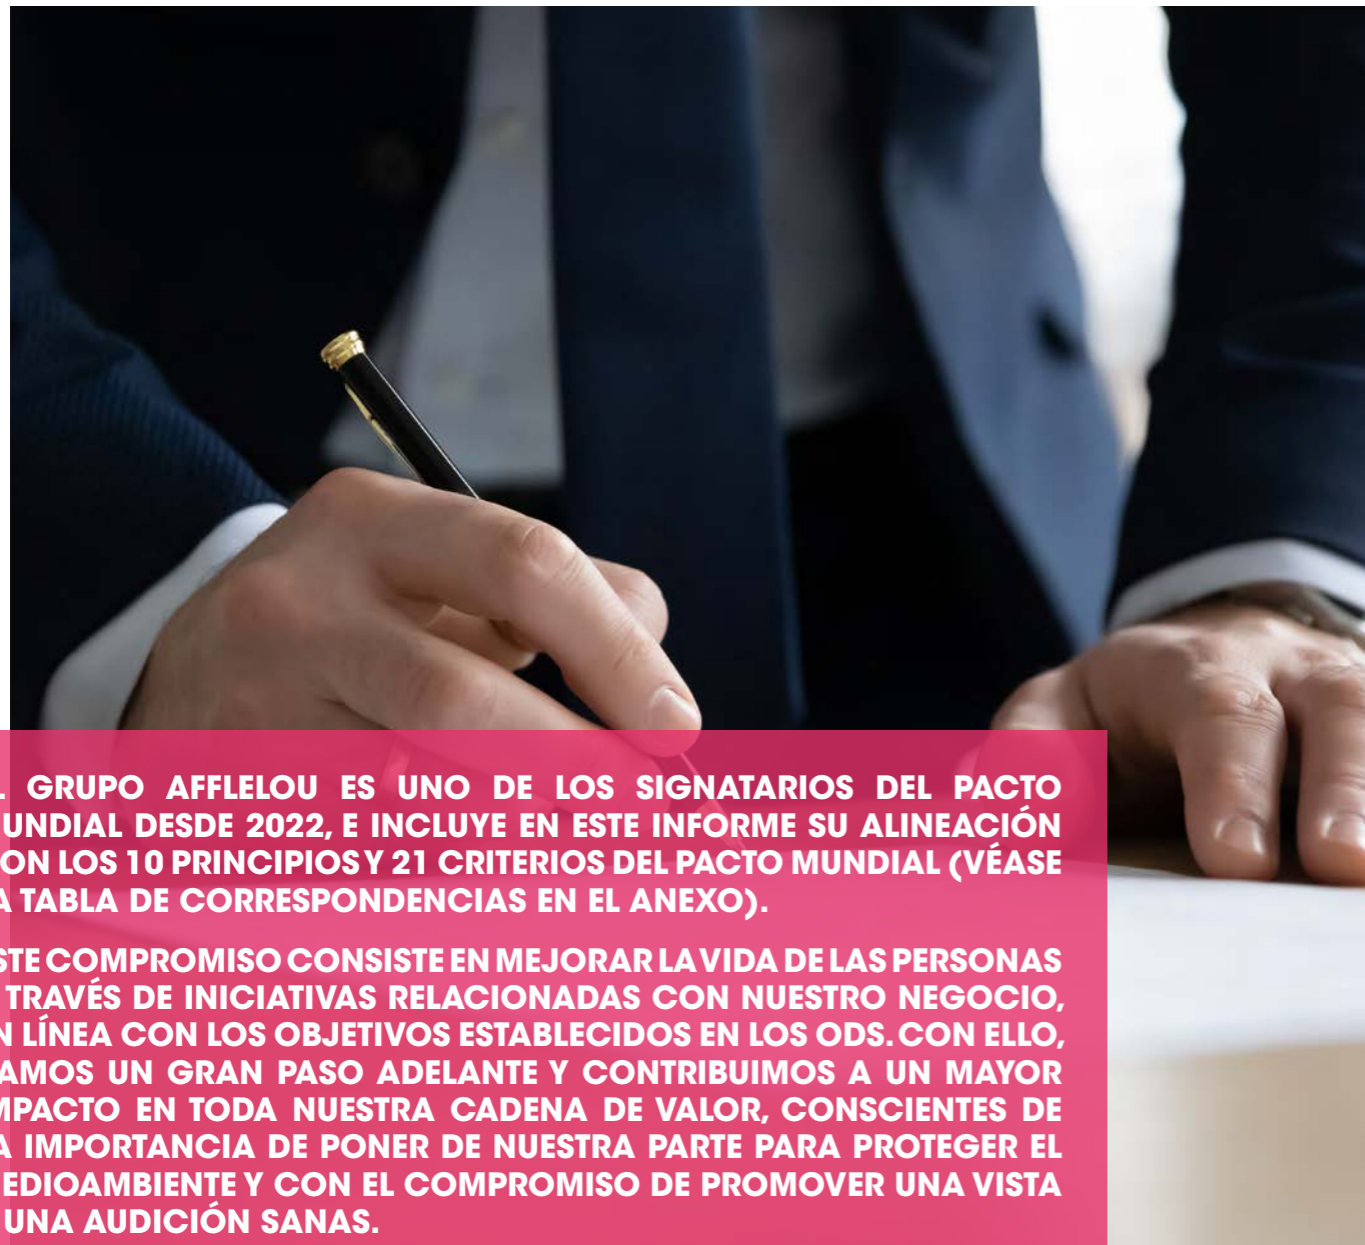 L GRUPO AFFLELOU ES UNO DE LOS SIGNATARIOS DEL PACTO
UNDIAL DESDE 2022, E INCLUYE EN ESTE INFORME SU ALINEACIÓN
ON LOS 10 PRINCIPIOS Y 21 CRITERIOS DEL PACTO MUNDIAL (VÉASE
A TABLA DE CORRESPONDENCIAS EN EL ANEXO).
STE COMPROMISO CONSISTE EN MEJORAR LA VIDA DE LAS PERSONAS
TRAVÉS DE INICIATIVAS RELACIONADAS CON NUESTRO NEGOCIO,
N LÍNEA CON LOS OBJETIVOS ESTABLECIDOS EN LOS ODS. CON ELLO,
AMOS UN GRAN PASO ADELANTE Y CONTRIBUIMOS A UN MAYOR
MPACTO EN TODA NUESTRA CADENA DE VALOR, CONSCIENTES DE
A IMPORTANCIA DE PONER DE NUESTRA PARTE PARA PROTEGER EL
EDIOAMBIENTE Y CON EL COMPROMISO DE PROMOVER UNA VISTA
UNA AUDICIÓN SANAS.